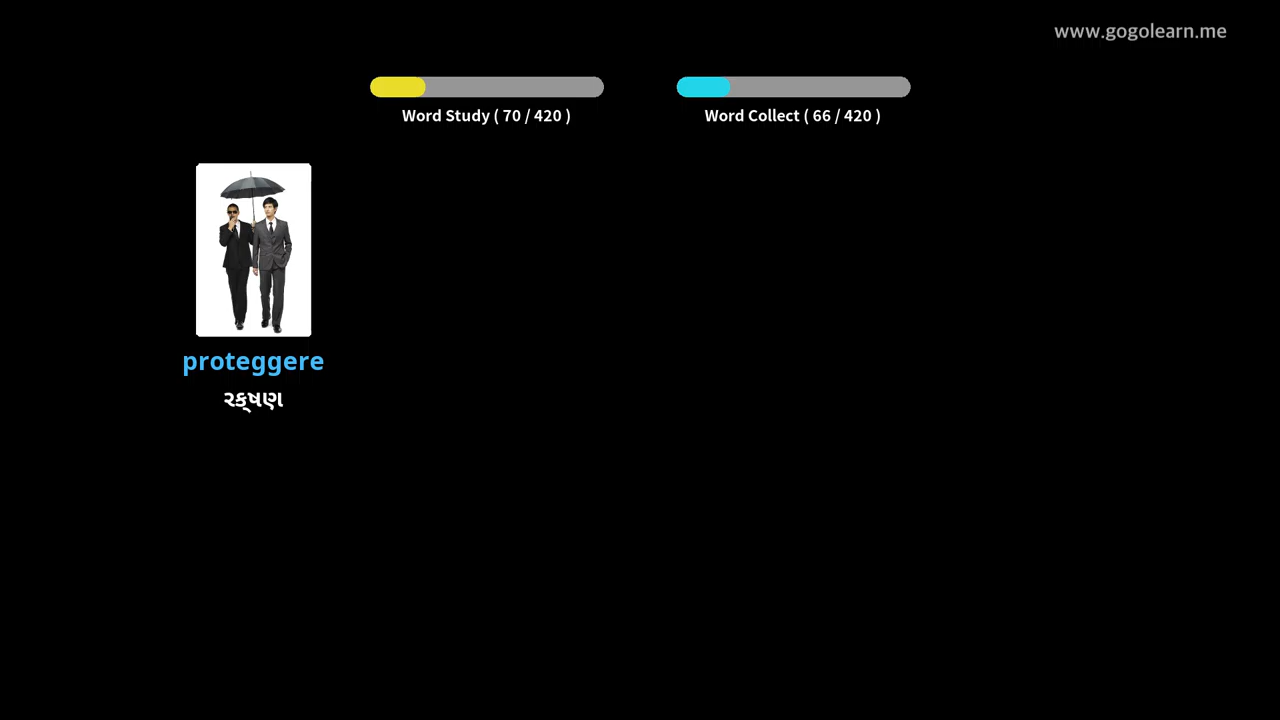 www.gogolearn.me
Word Study ( 70 / 420 )
Word Collect ( 66 / 420 )
proteggere
રક્ષણ